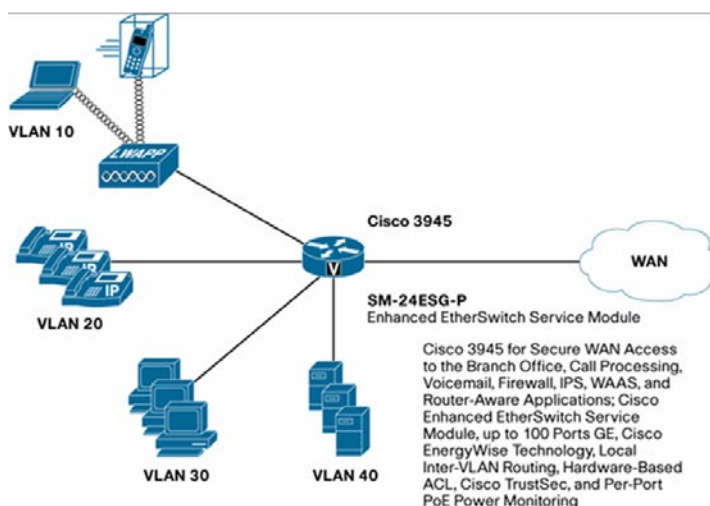 VLAN 10
LWAPP
Cisco 3945
IP
IP
IP
VLAN 20
V
WAN
SM-24ESG-P
Enhanced EtherSwitch Service Module
Cisco 3945 for Secure WAN Access
to the Branch Office, Call Processing,
Voicemail, Firewall, IPS, WAAS, and
Router-Aware Applications; Cisco
Enhanced EtherSwitch Service
Module, up to 100 Ports GE, Cisco
EnergyWise Technology, Local
Inter-VLAN Routing, Hardware-Based
ACL, Cisco TrustSec, and Per-Port
PoE Power Monitoring
VLAN 30
VLAN 40